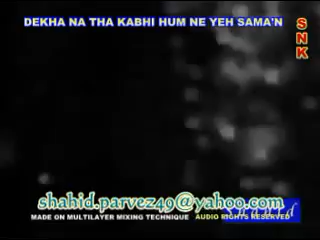 DEKHA NA THA KABHI HUM NE YEH SAMA'N
SNK
shahid.parvez49@yahoo.com
MADE ON MULTILAYER MIXING TECHNIQUE AUDIO RIGHTS RESERVED